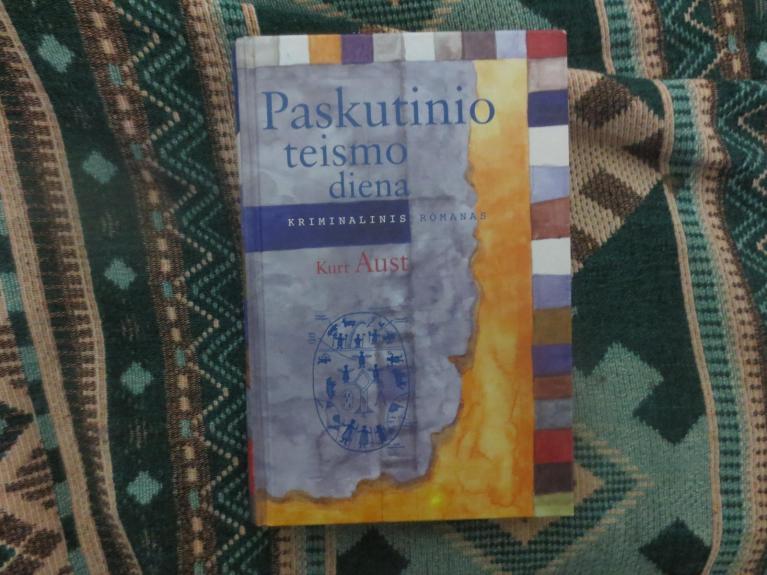 Paskutinio
teismo
diena
KRIMINALINIS ROMANAS
Kurt Aust